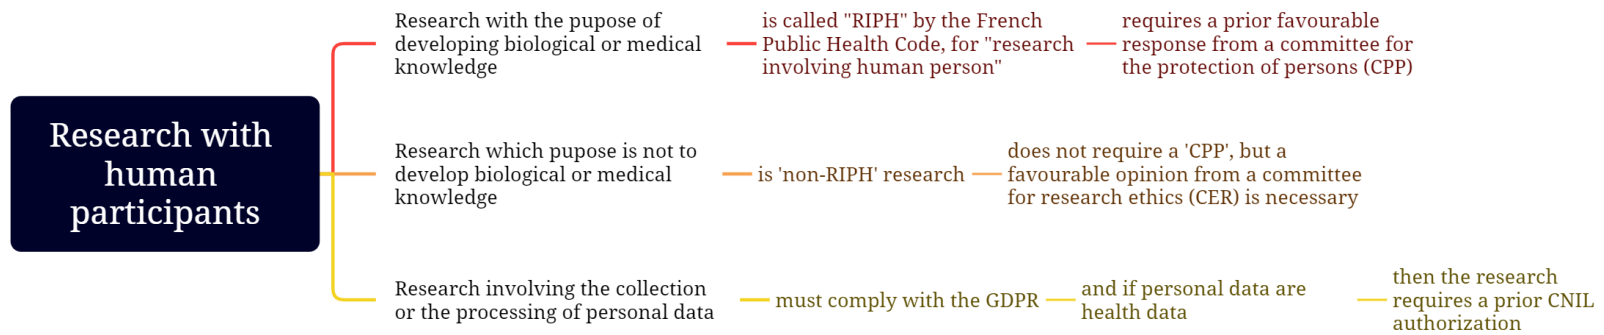 Research with
human
participants
Research with the pupose of
developing biological or medical
knowledge
is called "RIPH" by the French
Public Health Code, for "research
involving human person"
requires a prior favourable
response from a committee for
the protection of persons (CPP)
Research which pupose is not to
develop biological or medical
knowledge
is 'non-RIPH' research
does not require a 'CPP', but a
favourable opinion from a committee
for research ethics (CER) is necessary
Research involving the collection
or the processing of personal data
must comply with the GDPR
and if personal data are
health data
then the research
requires a prior CNIL
authorization